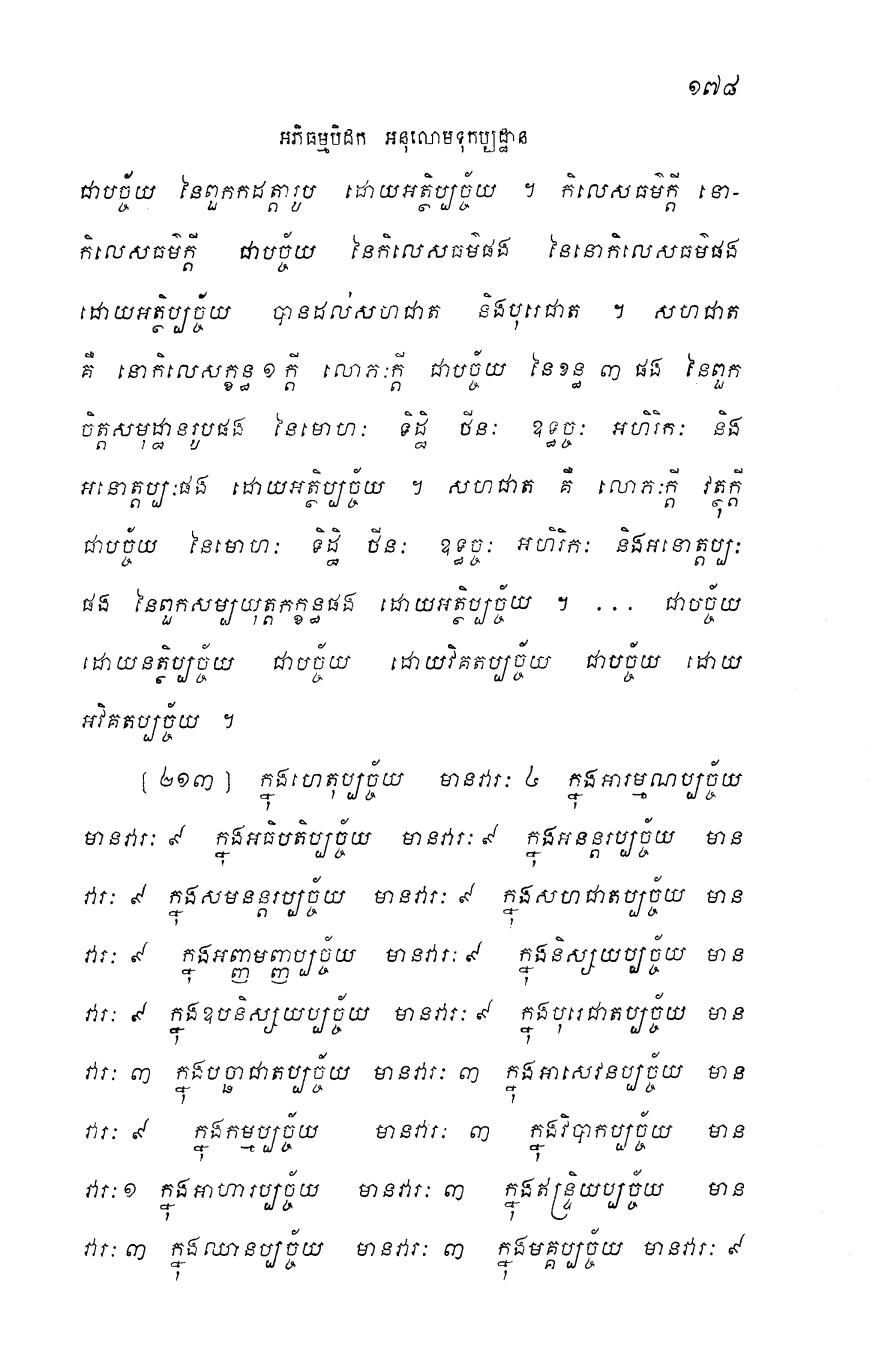 ១៧៨
អភិធម្មបិដក អនុលោមទុកប្បដ្ឋាន
ជាបច្ច័យ នៃពួកកដត្តារូប ដោយអត្ថិប្បច្ច័យ ។ កិលេសធម៌ក្តី នោ-
កិលេសធម៌ក្តី ជាបច្ច័យ នៃកិលេសធម៌ផង នៃនោកិលេសធម៌ផង
ដោយអត្ថិប្បច្ច័យ បានដល់សហជាត និងបុរេជាត ។ សហជាត
គឺ នោកិលេសក្ខន្ធ ១ ក្តី លោភៈក្តី ជាបច្ច័យ នៃខន្ធ ៣ ផង នៃពួក
ចិត្តសមុដ្ឋានរូបផង នៃមោហៈ ទិដ្ឋិ ថីនៈ ឧទ្ធច្ចៈ អហិរិកៈ និង
អនោត្តប្បៈផង ដោយអត្ថិប្បច្ច័យ ។ សហជាត គឺ លោភៈក្តី វត្ថុក្តី
ជាបច្ច័យ នៃមោហៈ ទិដ្ឋិ ថីនៈ ឧទ្ធច្ចៈ អហិរិកៈ និងអនោត្តប្បៈ
ផង នៃពួកសម្បយុត្តកក្ខន្ធផង ដោយអត្ថិប្បច្ច័យ ។ ... ជាបច្ច័យ
ដោយនត្ថិប្បច្ច័យ ជាបច្ច័យ ដោយវិគតប្បច្ច័យ ជាបច្ច័យ ដោយ
អវិគតប្បច្ច័យ ។
[ ២១៣ ] ក្នុងហេតុប្បច្ច័យ មានវារៈ ៤ ក្នុងអារម្មណប្បច្ច័យ
មានវារៈ ៩ ក្នុងអធិបតិប្បច្ច័យ មានវារៈ ៩ ក្នុងអនន្តរប្បច្ច័យ មាន
វារៈ ៩ ក្នុងសមនន្តរប្បច្ច័យ មានវារៈ ៩ ក្នុងសហជាតប្បច្ច័យ មាន
វារៈ ៩ ក្នុងអញ្ញមញ្ញប្បច្ច័យ មានវារៈ ៩ ក្នុងនិស្សយប្បច្ច័យ មាន
វារៈ ៩ ក្នុងឧបនិស្សយប្បច្ច័យ មានវារៈ ៩ ក្នុងបុរេជាតប្បច្ច័យ មាន
វារៈ ៣ ក្នុងបច្ឆាជាតប្បច្ច័យ មានវារៈ ៣ ក្នុងអាសេវនប្បច្ច័យ មាន
វារៈ ៩ ក្នុងកម្មប្បច្ច័យ មានវារៈ ៣ ក្នុងវិបាកប្បច្ច័យ មាន
វារៈ ១ ក្នុងអាហារប្បច្ច័យ មានវារៈ ៣ ក្នុងឥន្ទ្រិយប្បច្ច័យ មាន
វារៈ ៣ ក្នុងឈានប្បច្ច័យ មានវារៈ ៣ ក្នុងមគ្គប្បច្ច័យ មានវារៈ ៩